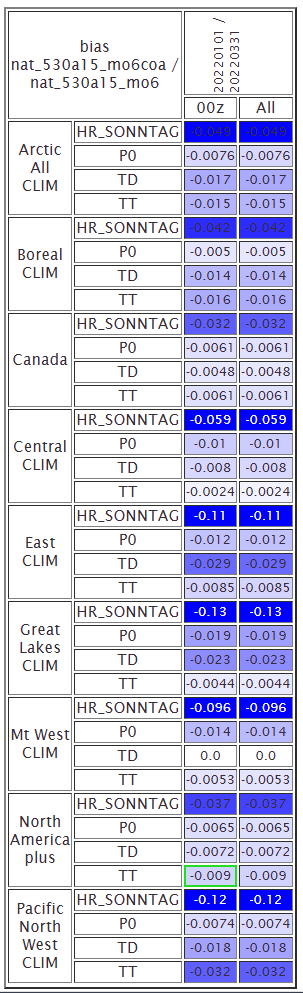 bias
nat_530a15_mo6coa /
nat_530a15_mo6
20220101 /
20220331
00z All
Arctic All CLIM
HR_SONNTAG -0.049 -0.049
P0 -0.0076 -0.0076
TD -0.017 -0.017
TT -0.015 -0.015
Boreal CLIM
HR_SONNTAG -0.042 -0.042
P0 -0.005 -0.005
TD -0.014 -0.014
TT -0.016 -0.016
Canada
HR_SONNTAG -0.032 -0.032
P0 -0.0061 -0.0061
TD -0.0048 -0.0048
TT -0.0061 -0.0061
Central CLIM
HR_SONNTAG -0.059 -0.059
P0 -0.01 -0.01
TD -0.008 -0.008
TT -0.0024 -0.0024
East CLIM
HR_SONNTAG -0.11 -0.11
P0 -0.012 -0.012
TD -0.029 -0.029
TT -0.0085 -0.0085
Great Lakes CLIM
HR_SONNTAG -0.13 -0.13
P0 -0.019 -0.019
TD -0.023 -0.023
TT -0.0044 -0.0044
Mt West CLIM
HR_SONNTAG -0.096 -0.096
P0 -0.014 -0.014
TD 0.0 0.0
TT -0.0053 -0.0053
North America plus
HR_SONNTAG -0.037 -0.037
P0 -0.0065 -0.0065
TD -0.0072 -0.0072
TT -0.009 -0.009
Pacific North West CLIM
HR_SONNTAG -0.12 -0.12
P0 -0.0074 -0.0074
TD -0.018 -0.018
TT -0.032 -0.032